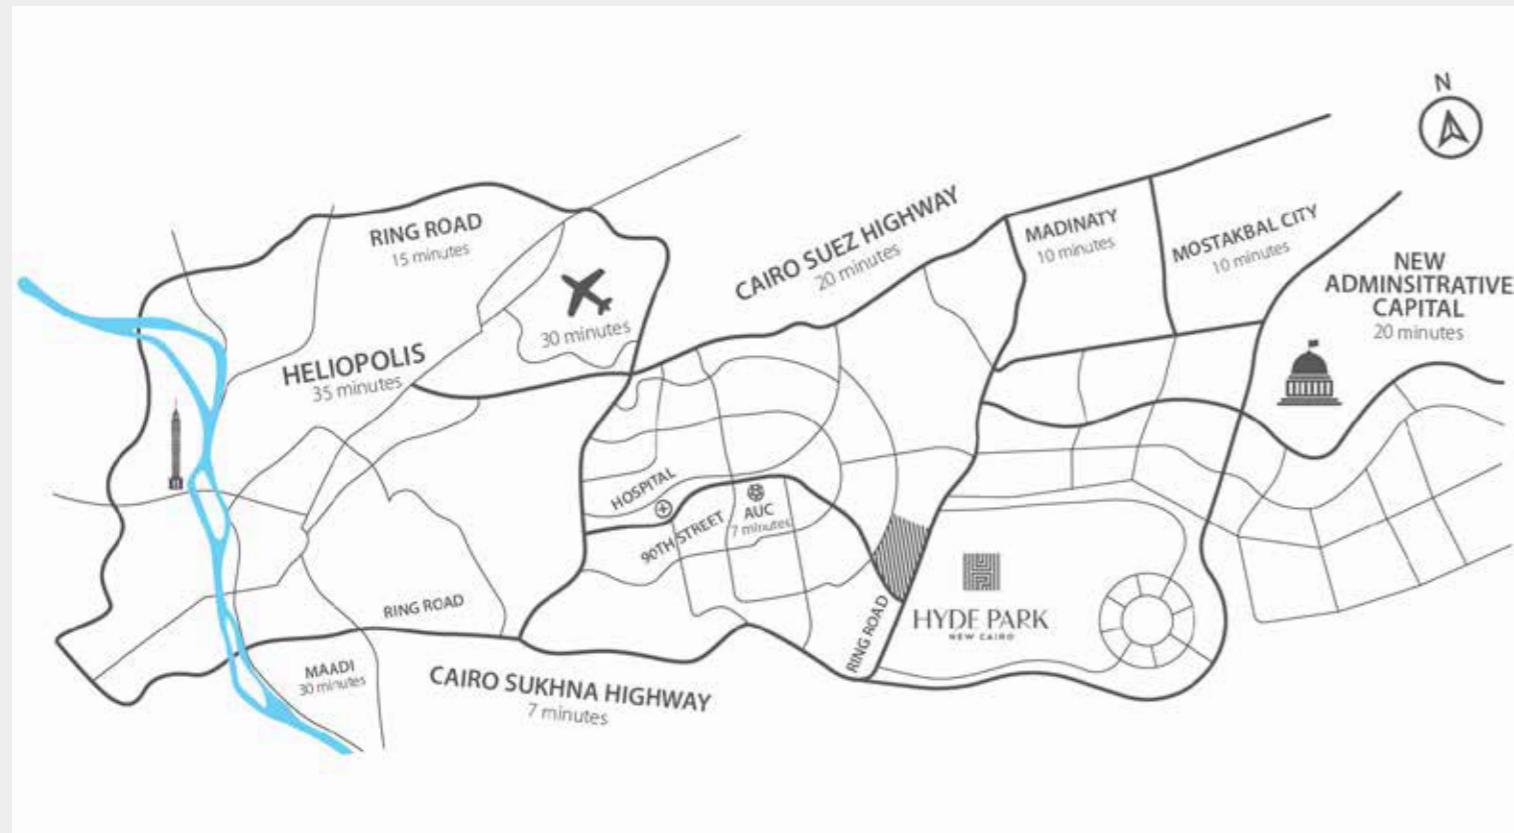 N
RING ROAD
15 minutes
CAIRO SUEZ HIGHWAY
20 minutes
MADINATY
10 minutes
MOSTAKBAL CITY
10 minutes
NEW
ADMINSITRATIVE
CAPITAL
20 minutes
30 minutes
HELIOPOLIS
35 minutes
HOSPITAL
90TH STREET
AUC
7 minutes
RING ROAD
HYDE PARK
NEW CAIRO
RING ROAD
MAADI
30 minutes
CAIRO SUKHNA HIGHWAY
7 minutes